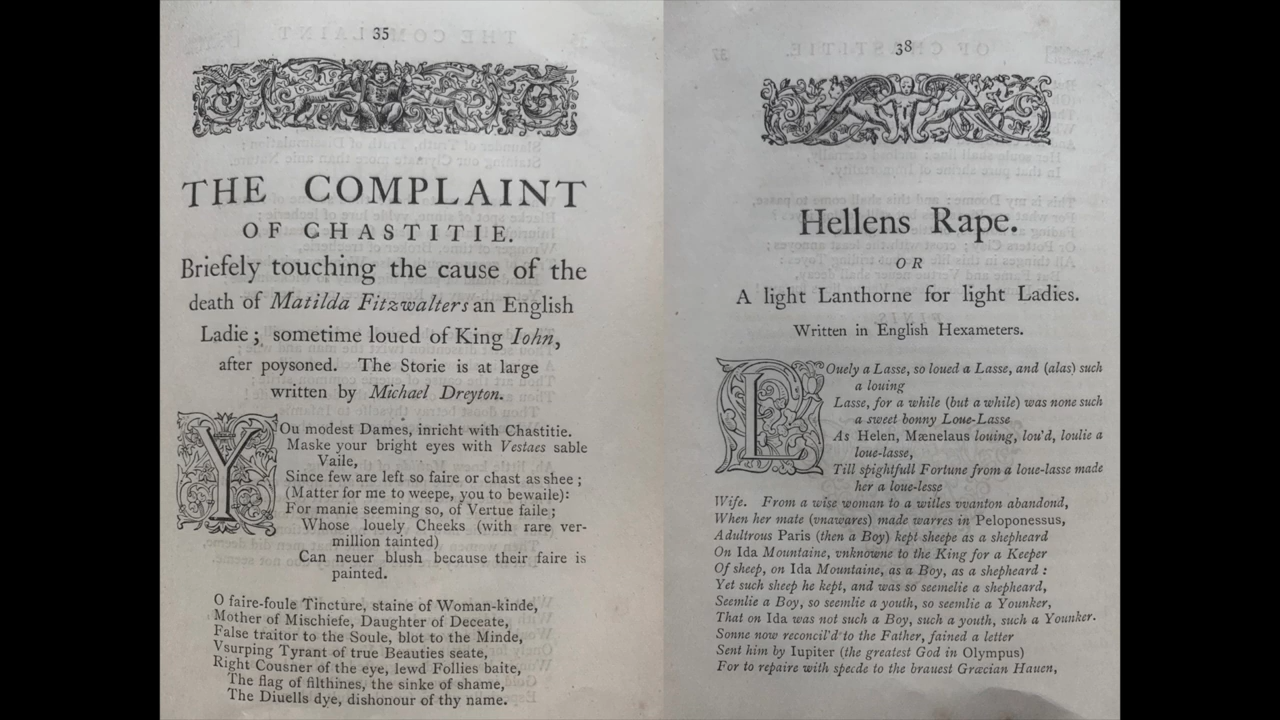 35
THE COMPLAINT
OF CHASTITIE.
Briefely touching the cause of the
death of Matilda Fitzwalters an English
Ladie; sometime loued of King Iohn,
after poysoned. The Storie is at large
written by Michael Dreyton.
YOu modest Dames, inricht with Chastitie.
Maske your bright eyes with Vestaes sable
Vaile,
Since few are left so faire or chast as shee;
(Matter for me to weepe, you to bewaile):
For manie seeming so, of Vertue faile;
Whose louely Cheeks (with rare ver-
million tainted)
Can neuer blush because their faire is
painted.
O faire-foule Tincture, staine of Woman-kinde,
Mother of Mischiefe, Daughter of Deceate,
False traitor to the Soule, blot to the Minde,
Vsurping Tyrant of true Beauties seate,
Right Cousner of the eye, lewd Follies baite,
The flag of filthines, the sinke of shame,
The Diuells dye, dishonour of thy name.
38
Hellens Rape.
OR
A light Lanthorne for light Ladies.
Written in English Hexameters.
LOuely a Lasse, so loued a Lasse, and (alas) such
a louing
Lasse, for a while (but a while) was none such
a sweet bonny Loue-Lasse
As Helen, Mænelaus louing, lou'd, loulie a
loue-lasse,
Till spightfull Fortune from a loue-lasse made
her a loue-lesse
Wife. From a wise woman to a witles vvanton abandond,
When her mate (vnawares) made warres in Peloponessus,
Adultrous Paris (then a Boy) kept sheepe as a shepheard
On Ida Mountaine, vnknowne to the King for a Keeper
Of sheep, on Ida Mountaine, as a Boy, as a shepheard:
Yet such sheep he kept, and was so seemelie a shepheard,
Seemlie a Boy, so seemlie a youth, so seemlie a Younker,
That on Ida was not such a Boy, such a youth, such a Younker.
Sonne now reconcil'd to the Father, fained a letter
Sent him by Iupiter (the greatest God in Olympus)
For to repaire with speede to the brauest Græcian Hauen,